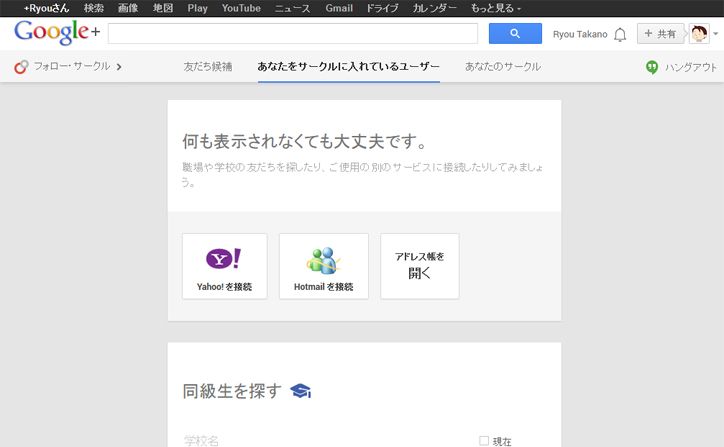 +Ryouさん 検索 画像 地図 Play YouTube ニュース Gmail ドライブ カレンダー もっと見る
Google+ Ryou Takano + 共有
フォロー・サークル 友だち候補 あなたをサークルに入れているユーザー あなたのサークル ハングアウト
何も表示されなくても大丈夫です。
職場や学校の友だちを探したり、ご使用の別のサービスに接続したりしてみましょ
う。
Y!
Yahoo! を接続
Hotmail を接続
アドレス帳を
開く
同級生を探す
学校名 現在